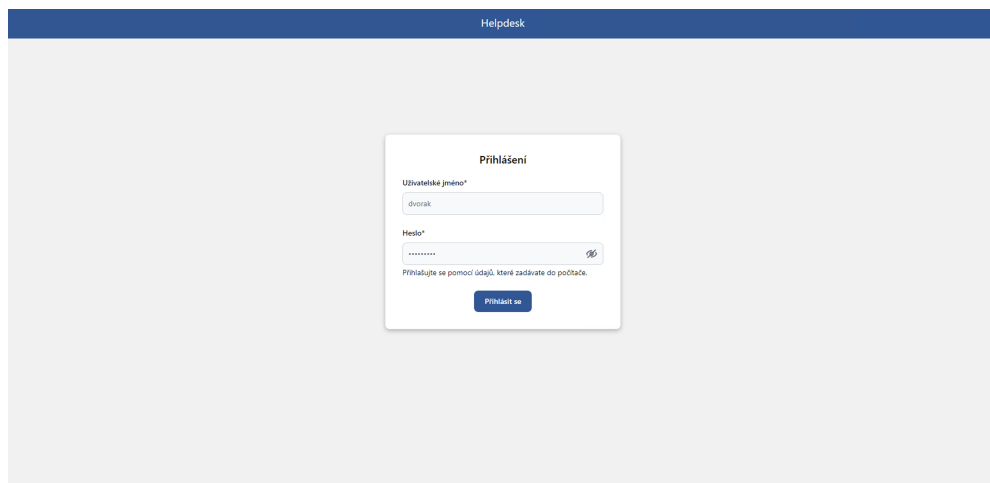 Helpdesk
Přihlášení
Uživatelské jméno*
dvorak
Heslo*
•••••••••
Přihlašujte se pomocí údajů, které zadáváte do počítače.
Přihlásit se